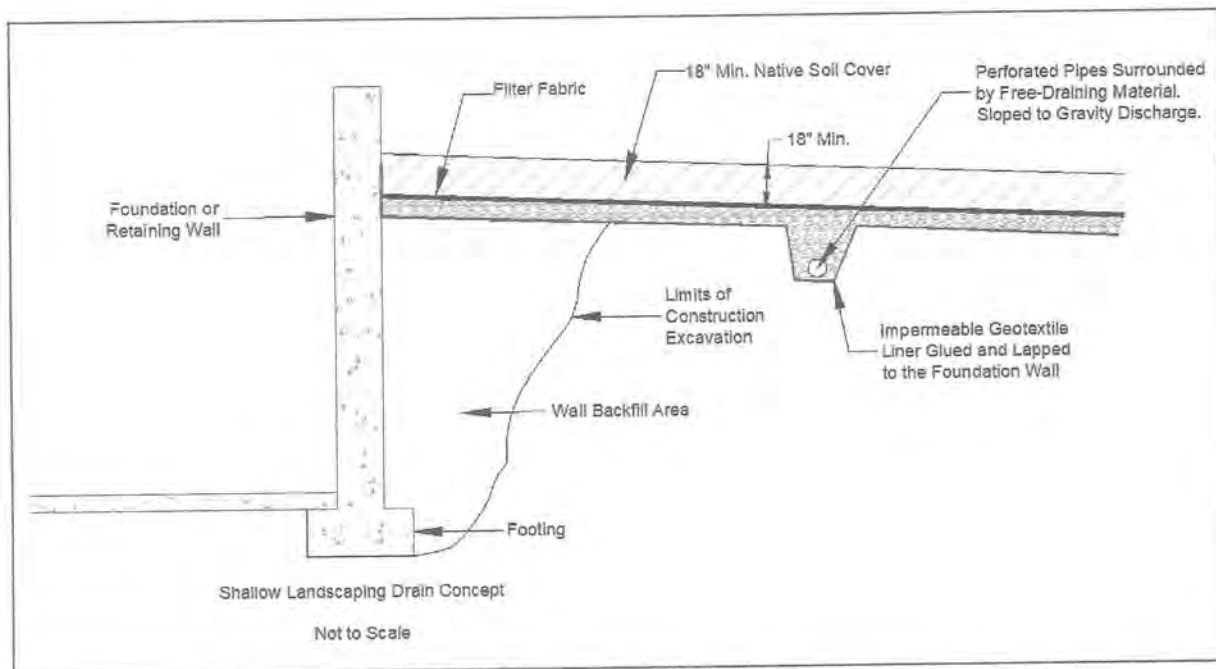 18" Min. Native Soil Cover
Perforated Pipes Surrounded
by Free-Draining Material.
Sloped to Gravity Discharge.
Filter Fabric
18" Min.
Foundation or
Retaining Wall
Limits of
Construction
Excavation
Impermeable Geotextile
Liner Glued and Lapped
to the Foundation Wall
Wall Backfill Area
Footing
Shallow Landscaping Drain Concept
Not to Scale